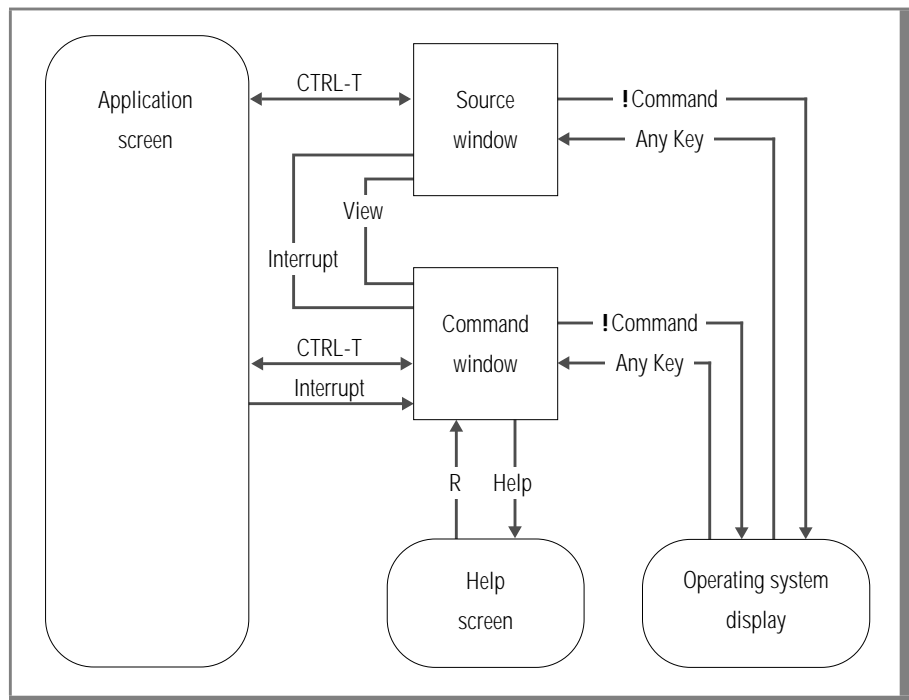 Application
screen
CTRL-T
Source
window
!Command
Any Key
View
Interrupt
Command
window
!Command
Any Key
CTRL-T
Interrupt
R
Help
Help
screen
Operating system
display